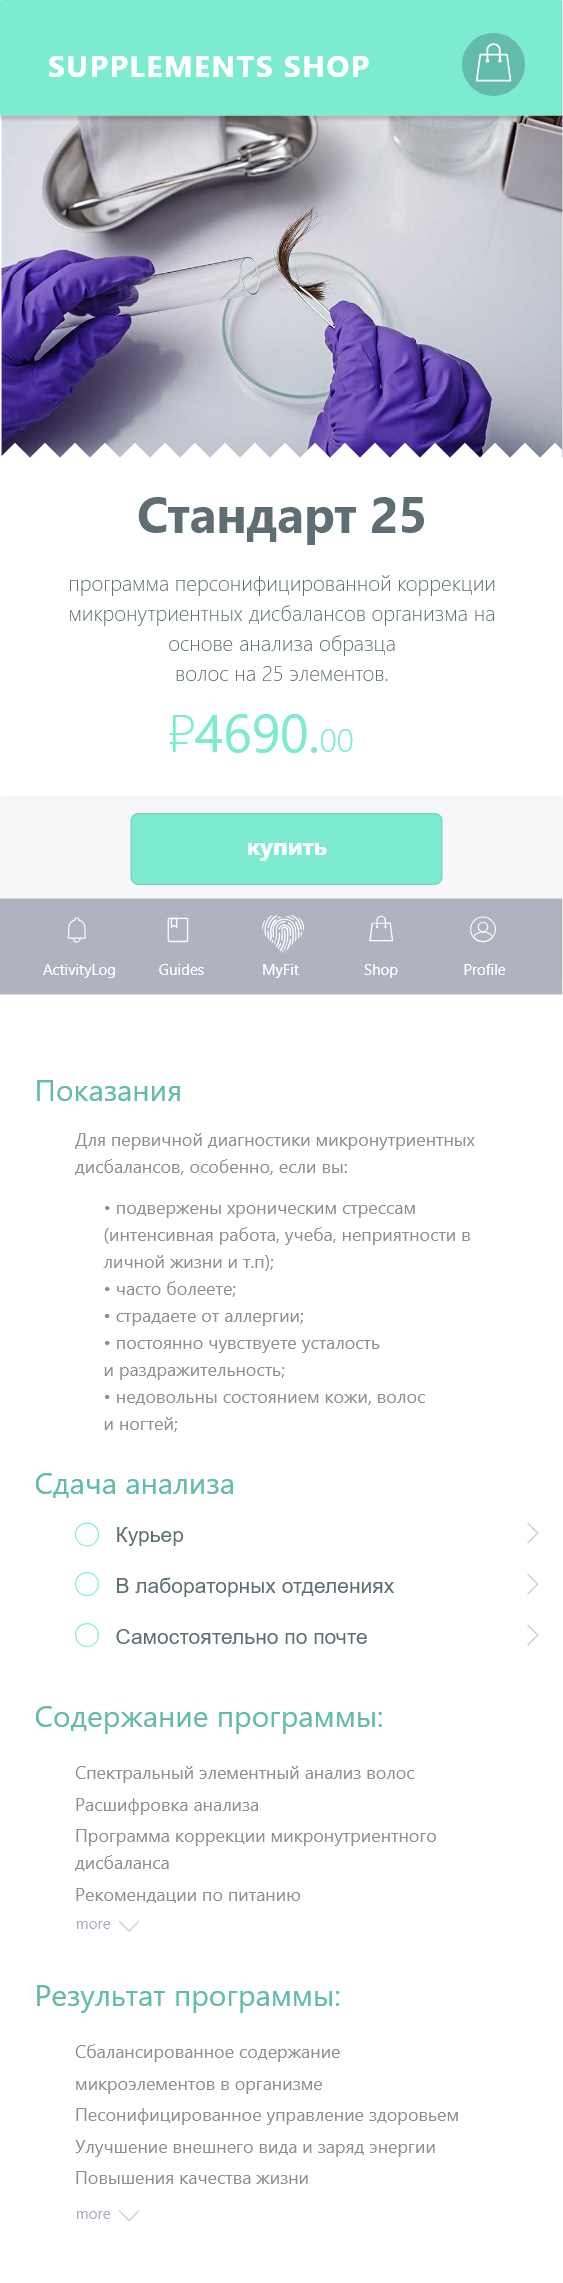 SUPPLEMENTS SHOP
Стандарт 25
программа персонифицированной коррекции
микронутриентных дисбалансов организма на
основе анализа образца
волос на 25 элементов.
₽4690.00
купить
ActivityLog Guides MyFit Shop Profile
Показания
Для первичной диагностики микронутриентных
дисбалансов, особенно, если вы:
• подвержены хроническим стрессам
(интенсивная работа, учеба, неприятности в
личной жизни и т.п);
• часто болеете;
• страдаете от аллергии;
• постоянно чувствуете усталость
и раздражительность;
• недовольны состоянием кожи, волос
и ногтей;
Сдача анализа
Курьер
В лабораторных отделениях
Самостоятельно по почте
Содержание программы:
Спектральный элементный анализ волос
Расшифровка анализа
Программа коррекции микронутриентного
дисбаланса
Рекомендации по питанию
more
Результат программы:
Сбалансированное содержание
микроэлементов в организме
Песонифицированное управление здоровьем
Улучшение внешнего вида и заряд энергии
Повышения качества жизни
more